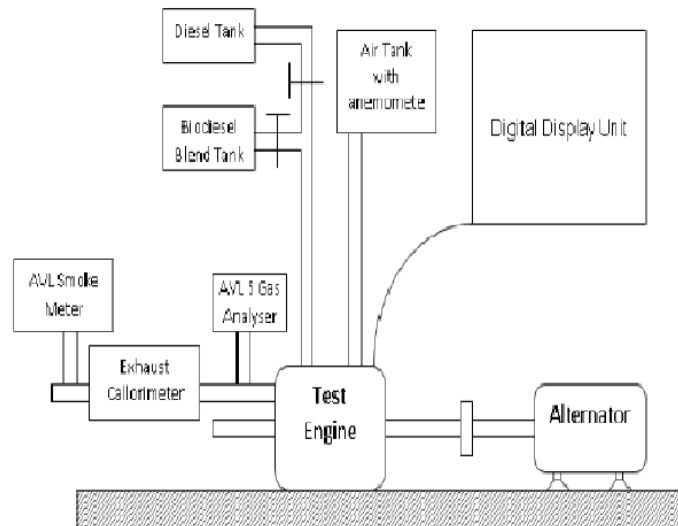 Diesel Tank
Air Tank
with
anemomete
Digital Display Unit
Biodiesel
Blend Tank
AVL Smoke
Meter
AVL 5 Gas
Analyser
Exhaust
Callorimeter
Test
Engine
Alternator